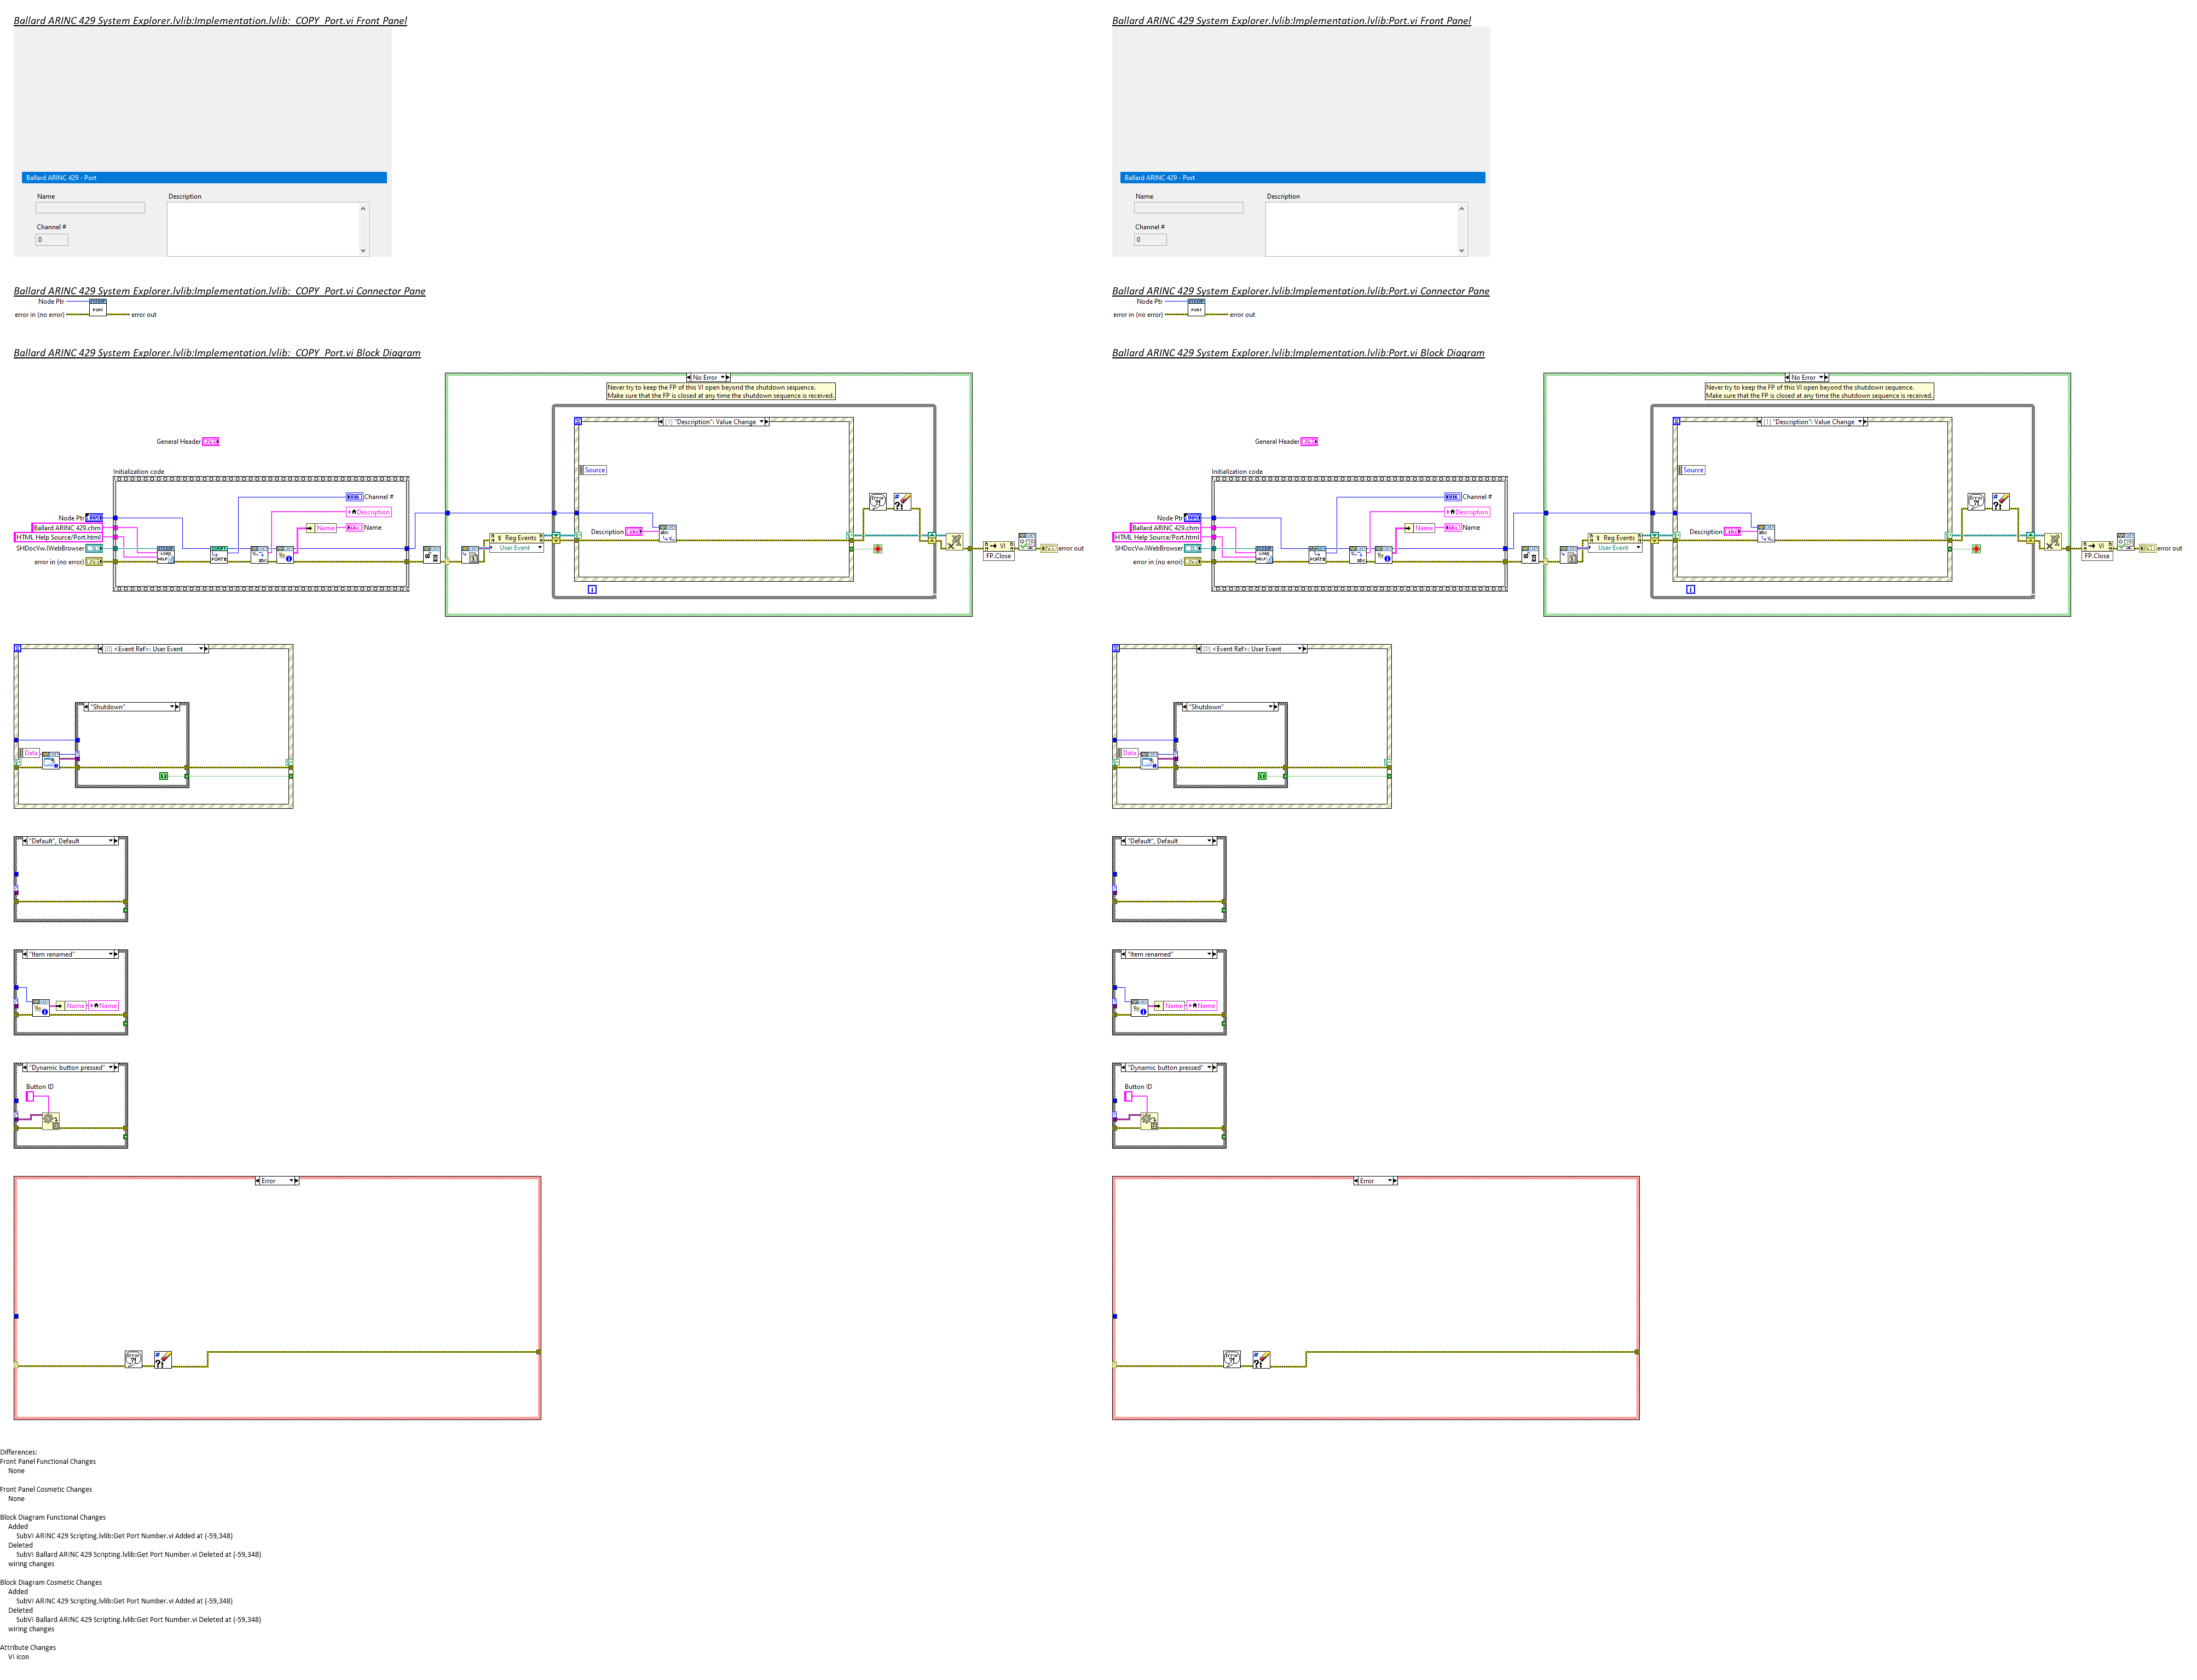 Ballard ARINC 429 System Explorer.lvlib:Implementation.lvlib:_COPY_Port.vi Front Panel
Ballard ARINC 429 - Port
Name
Description
Channel #
0
Ballard ARINC 429 System Explorer.lvlib:Implementation.lvlib:_COPY_Port.vi Connector Pane
Node Ptr
PORT
error in (no error)
error out
Ballard ARINC 429 System Explorer.lvlib:Implementation.lvlib:_COPY_Port.vi Block Diagram
No Error
Never try to keep the FP of this VI open beyond the shutdown sequence.
Make sure that the FP is closed at any time the shutdown sequence is received.
[1] "Description": Value Change
General Header
Source
Initialization code
Channel #
Description
Name
Name
Node Ptr
Ballard ARINC 429.chm
HTML Help Source/Port.html
SHDocVw.IWebBrowser
error in (no error)
Reg Events
User Event
Description
VI
FP.Close
error out
i
[0] <Event Ref>: User Event
"Shutdown"
Data
"Default", Default
"Item renamed"
Name
Name
"Dynamic button pressed"
Button ID
Error
Differences:
Front Panel Functional Changes
None
Front Panel Cosmetic Changes
None
Block Diagram Functional Changes
Added
SubVI ARINC 429 Scripting.lvlib:Get Port Number.vi Added at (-59,348)
Deleted
SubVI Ballard ARINC 429 Scripting.lvlib:Get Port Number.vi Deleted at (-59,348)
wiring changes
Block Diagram Cosmetic Changes
Added
SubVI ARINC 429 Scripting.lvlib:Get Port Number.vi Added at (-59,348)
Deleted
SubVI Ballard ARINC 429 Scripting.lvlib:Get Port Number.vi Deleted at (-59,348)
wiring changes
Attribute Changes
VI icon
Ballard ARINC 429 System Explorer.lvlib:Implementation.lvlib:Port.vi Front Panel
Ballard ARINC 429 - Port
Name
Description
Channel #
0
Ballard ARINC 429 System Explorer.lvlib:Implementation.lvlib:Port.vi Connector Pane
Node Ptr
PORT
error in (no error)
error out
Ballard ARINC 429 System Explorer.lvlib:Implementation.lvlib:Port.vi Block Diagram
No Error
Never try to keep the FP of this VI open beyond the shutdown sequence.
Make sure that the FP is closed at any time the shutdown sequence is received.
[1] "Description": Value Change
General Header
Source
Initialization code
Channel #
Description
Name
Name
Node Ptr
Ballard ARINC 429.chm
HTML Help Source/Port.html
SHDocVw.IWebBrowser
error in (no error)
Reg Events
User Event
Description
VI
FP.Close
error out
i
[0] <Event Ref>: User Event
"Shutdown"
Data
"Default", Default
"Item renamed"
Name
Name
"Dynamic button pressed"
Button ID
Error